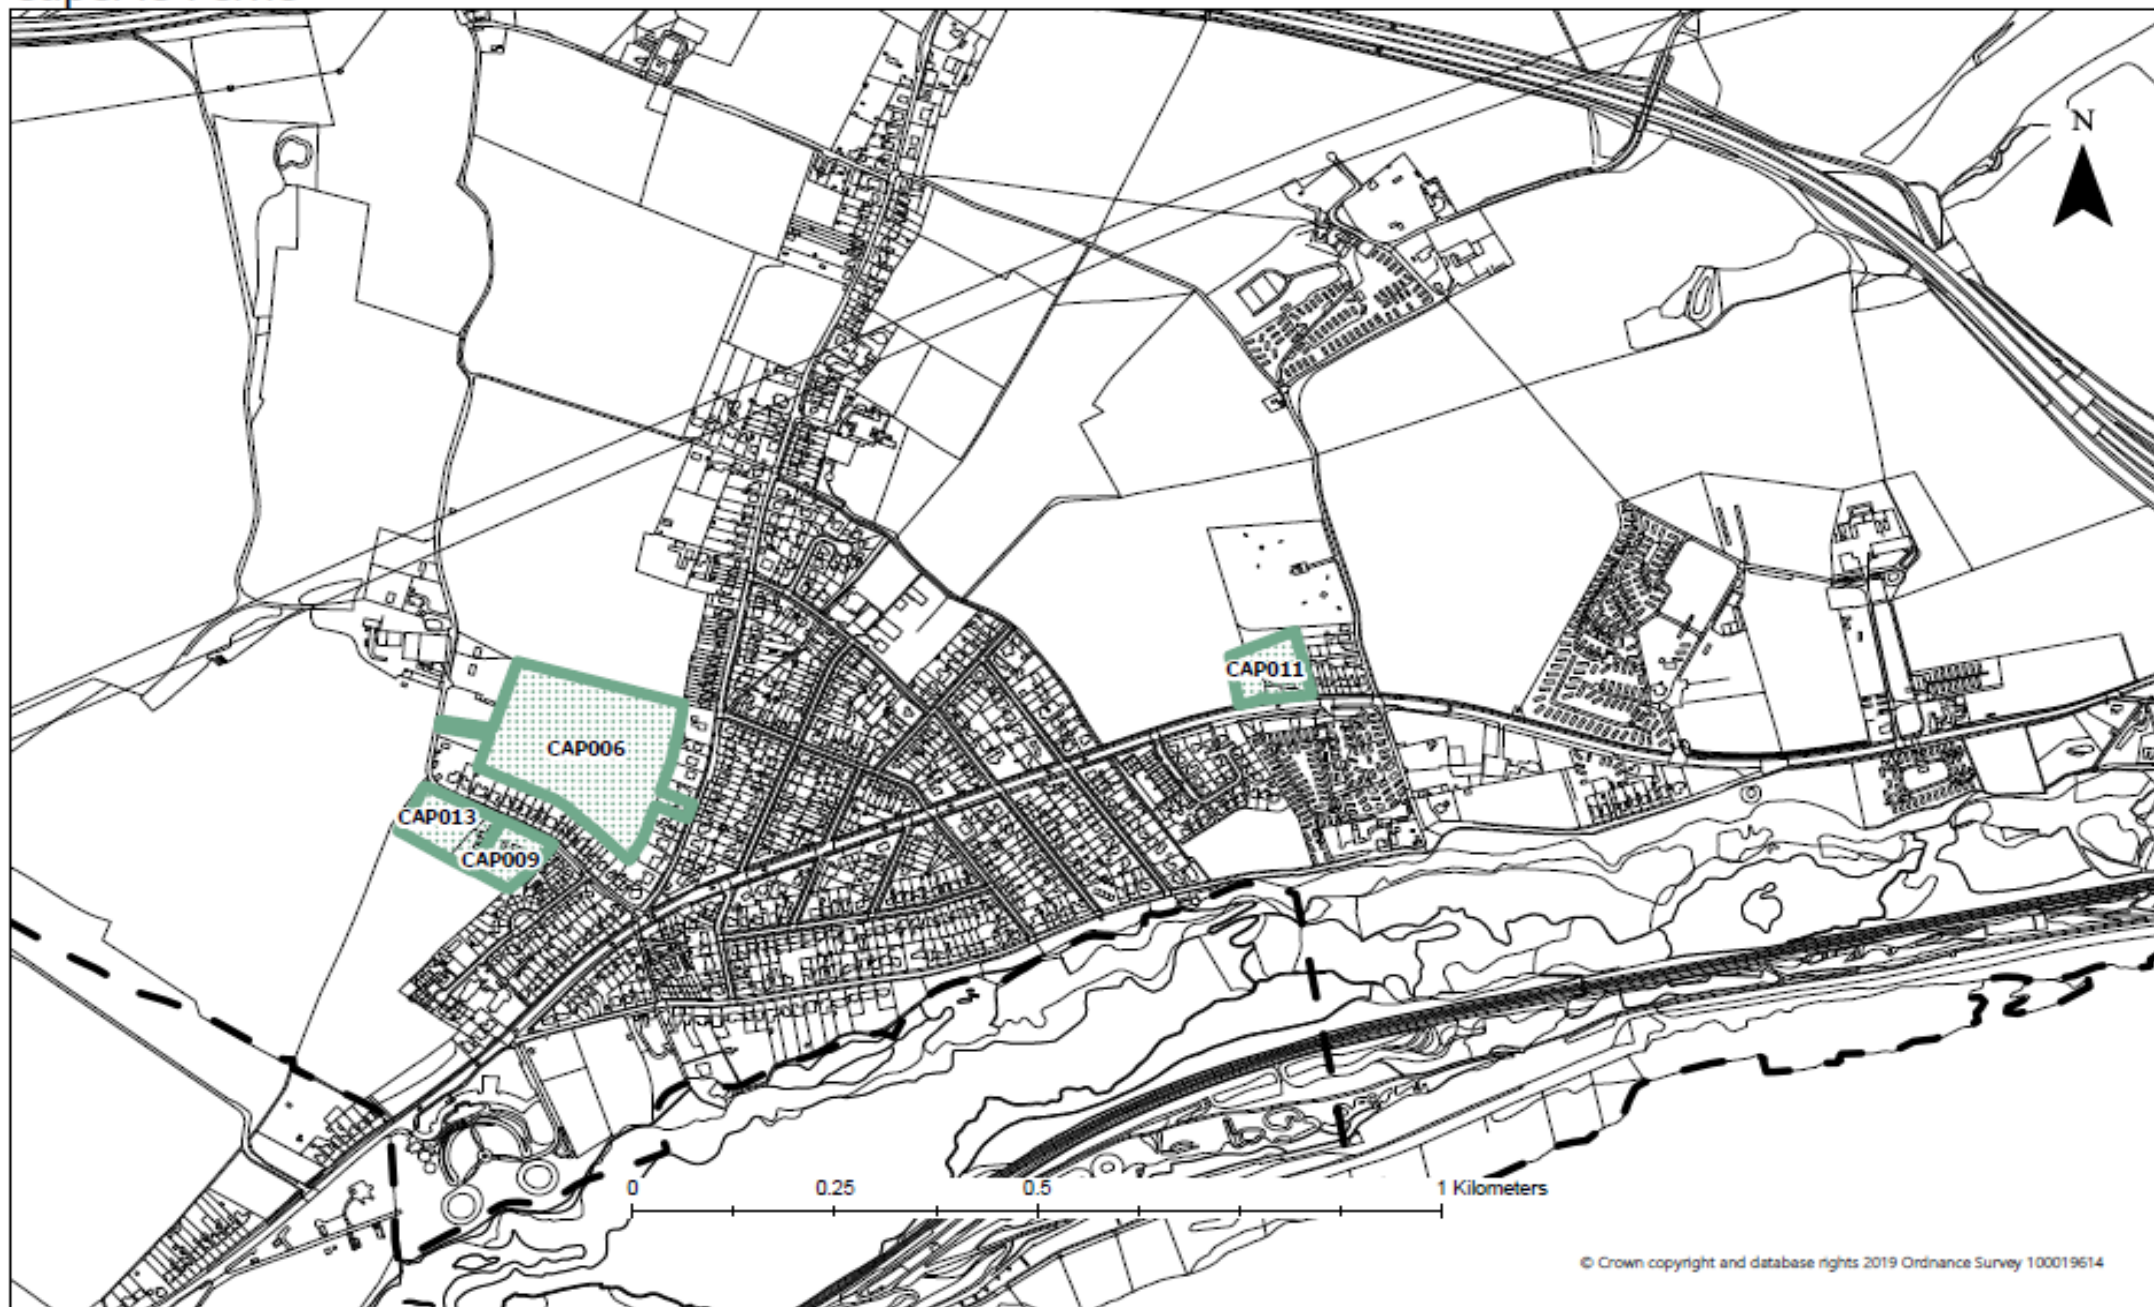 N
CAP011
CAP006
CAP013
CAP009
0 0.25 0.5 1 Kilometers
© Crown copyright and database rights 2019 Ordnance Survey 100019614